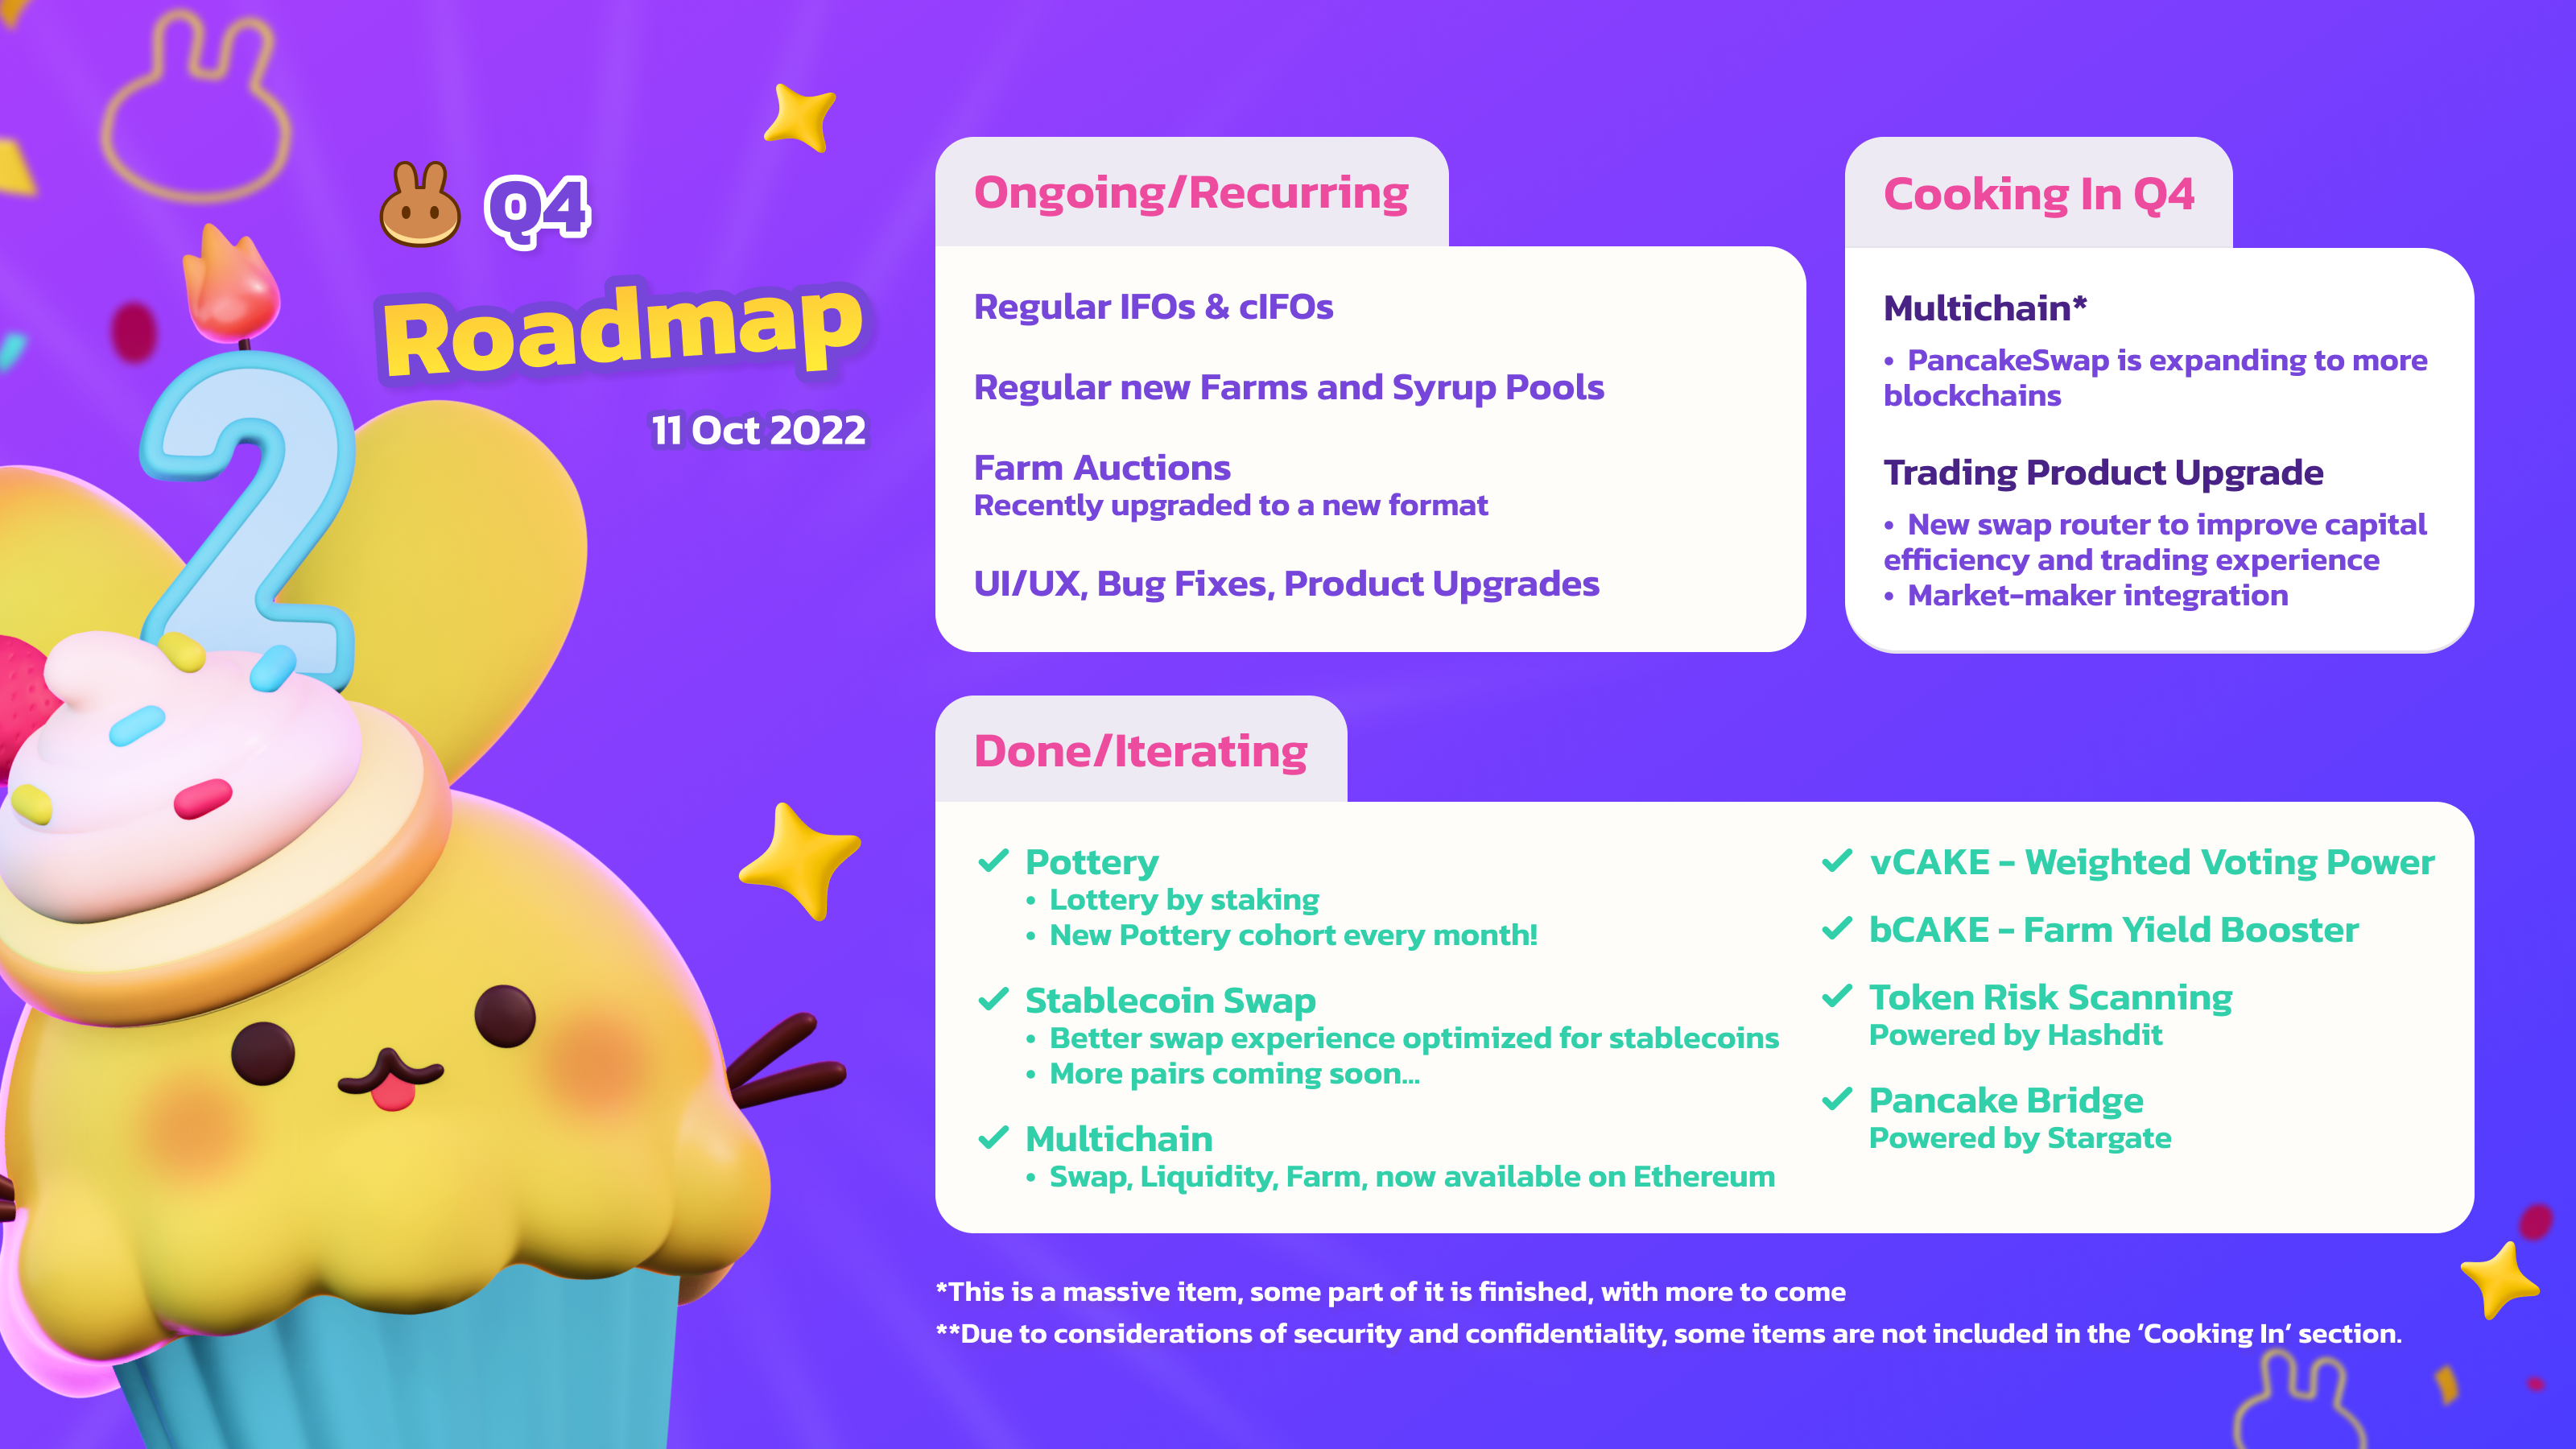 Q4
Roadmap
11 Oct 2022
2
Ongoing/Recurring
Regular IFOs & cIFOs
Regular new Farms and Syrup Pools
Farm Auctions
Recently upgraded to a new format
UI/UX, Bug Fixes, Product Upgrades
Cooking In Q4
Multichain*
• PancakeSwap is expanding to more
blockchains
Trading Product Upgrade
• New swap router to improve capital
efficiency and trading experience
• Market-maker integration
Done/Iterating
Pottery
• Lottery by staking
• New Pottery cohort every month!
Stablecoin Swap
• Better swap experience optimized for stablecoins
• More pairs coming soon...
Multichain
• Swap, Liquidity, Farm, now available on Ethereum
vCAKE - Weighted Voting Power
bCAKE - Farm Yield Booster
Token Risk Scanning
Powered by Hashdit
Pancake Bridge
Powered by Stargate
*This is a massive item, some part of it is finished, with more to come
**Due to considerations of security and confidentiality, some items are not included in the ‘Cooking In’ section.